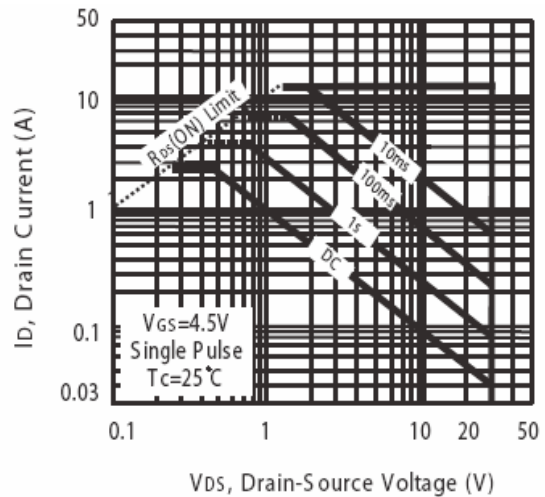 50
10
1
0.1
0.03
ID, Drain Current (A)
RDS(ON) Limit
10ms
100ms
1s
DC
VGS=4.5V
Single Pulse
Tc=25°C
0.1
1
10
20
50
VDS, Drain-Source Voltage (V)